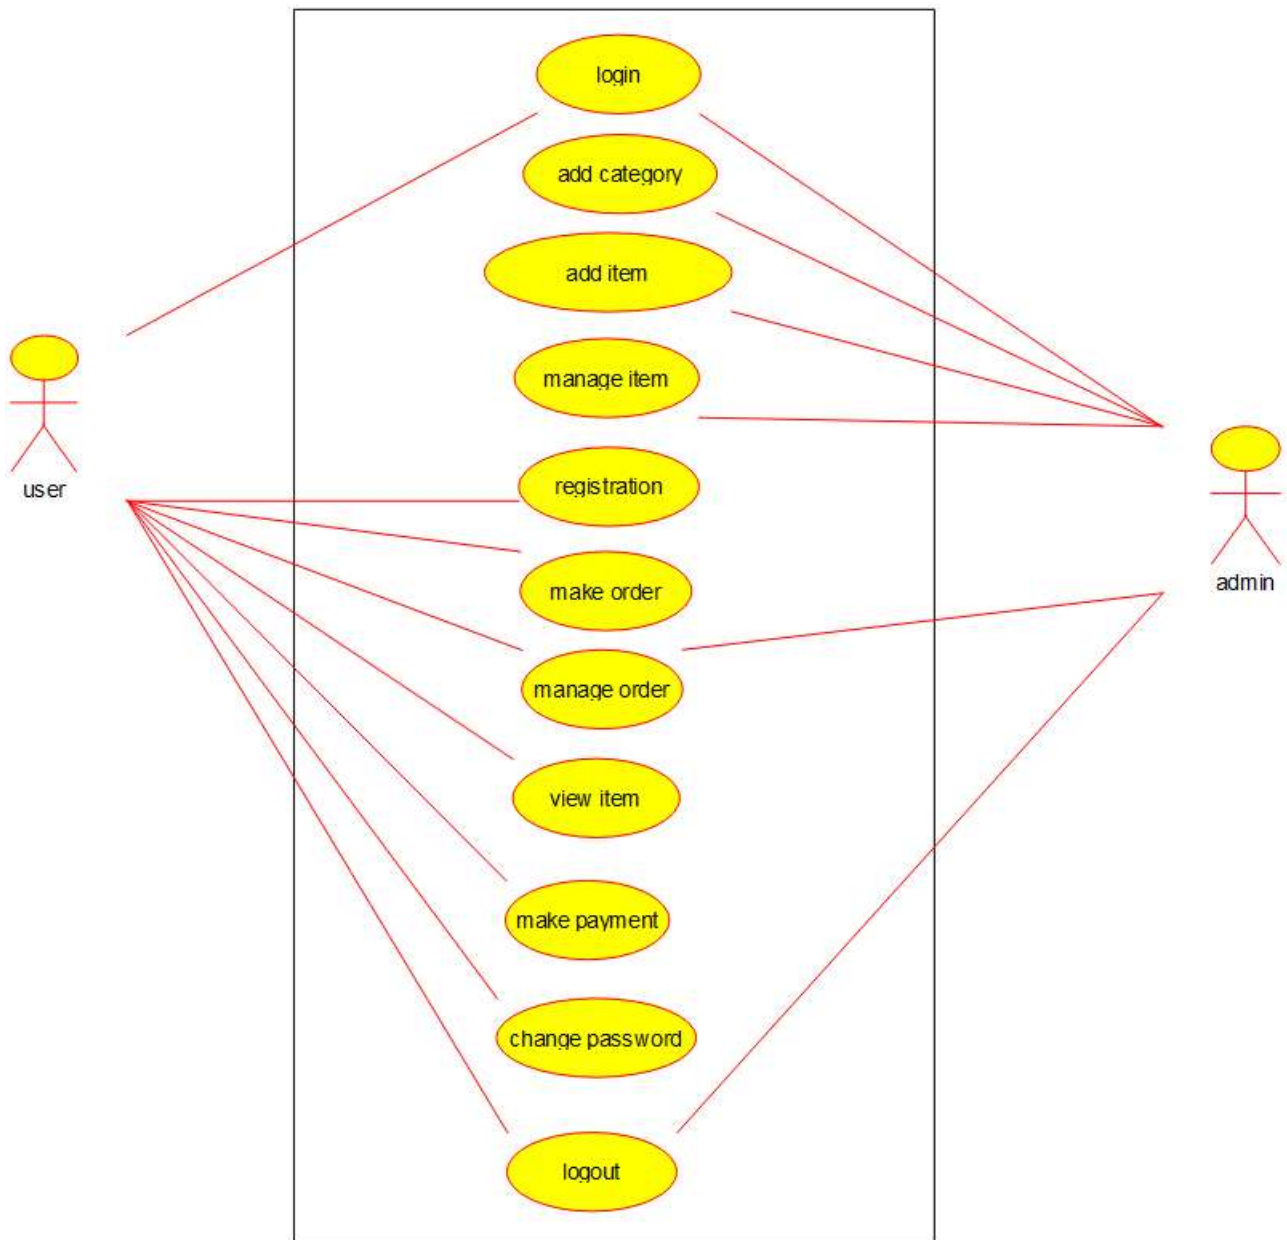 login
add category
add item
manage item
registration
user
make order
admin
manage order
view item
make payment
change password
logout